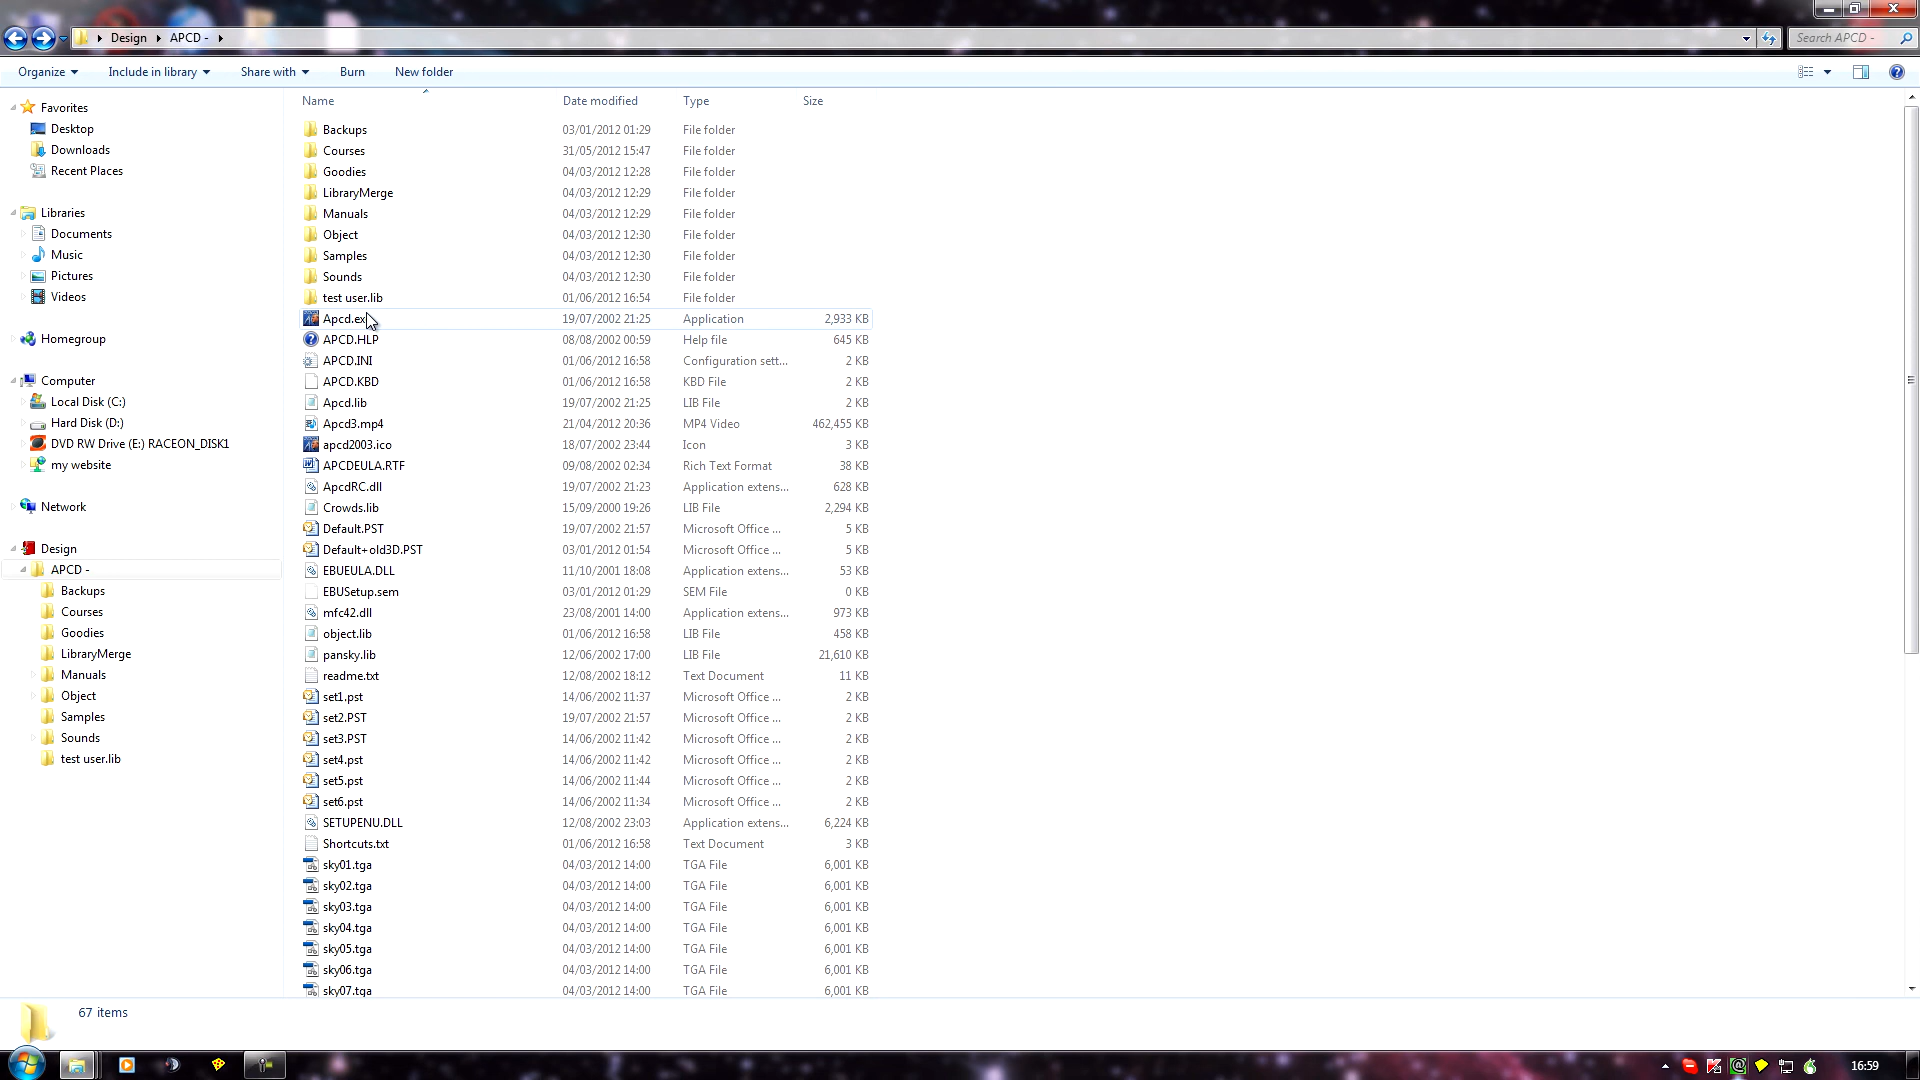 Design APCD -
Search APCD -
Organize Include in library Share with Burn New folder
Name Date modified Type Size
Favorites
Desktop
Downloads
Recent Places
Libraries
Documents
Music
Pictures
Videos
Homegroup
Computer
Local Disk (C:)
Hard Disk (D:)
DVD RW Drive (E:) RACEON_DISK1
my website
Network
Design
APCD -
Backups
Courses
Goodies
LibraryMerge
Manuals
Object
Samples
Sounds
test user.lib
Backups 03/01/2012 01:29 File folder
Courses 31/05/2012 15:47 File folder
Goodies 04/03/2012 12:28 File folder
LibraryMerge 04/03/2012 12:29 File folder
Manuals 04/03/2012 12:29 File folder
Object 04/03/2012 12:30 File folder
Samples 04/03/2012 12:30 File folder
Sounds 04/03/2012 12:30 File folder
test user.lib 01/06/2012 16:54 File folder
Apcd.ex 19/07/2002 21:25 Application 2,933 KB
APCD.HLP 08/08/2002 00:59 Help file 645 KB
APCD.INI 01/06/2012 16:58 Configuration sett... 2 KB
APCD.KBD 01/06/2012 16:58 KBD File 2 KB
Apcd.lib 19/07/2002 21:25 LIB File 2 KB
Apcd3.mp4 21/04/2012 20:36 MP4 Video 462,455 KB
apcd2003.ico 18/07/2002 23:44 Icon 3 KB
APCDEULA.RTF 09/08/2002 02:34 Rich Text Format 38 KB
ApcdRC.dll 19/07/2002 21:23 Application extens... 628 KB
Crowds.lib 15/09/2000 19:26 LIB File 2,294 KB
Default.PST 19/07/2002 21:57 Microsoft Office ... 5 KB
Default+old3D.PST 03/01/2012 01:54 Microsoft Office ... 5 KB
EBUEULA.DLL 11/10/2001 18:08 Application extens... 53 KB
EBUSetup.sem 03/01/2012 01:29 SEM File 0 KB
mfc42.dll 23/08/2001 14:00 Application extens... 973 KB
object.lib 01/06/2012 16:58 LIB File 458 KB
pansky.lib 12/06/2002 17:00 LIB File 21,610 KB
readme.txt 12/08/2002 18:12 Text Document 11 KB
set1.pst 14/06/2002 11:37 Microsoft Office ... 2 KB
set2.PST 19/07/2002 21:57 Microsoft Office ... 2 KB
set3.PST 14/06/2002 11:42 Microsoft Office ... 2 KB
set4.pst 14/06/2002 11:42 Microsoft Office ... 2 KB
set5.pst 14/06/2002 11:44 Microsoft Office ... 2 KB
set6.pst 14/06/2002 11:34 Microsoft Office ... 2 KB
SETUPENU.DLL 12/08/2002 23:03 Application extens... 6,224 KB
Shortcuts.txt 01/06/2012 16:58 Text Document 3 KB
sky01.tga 04/03/2012 14:00 TGA File 6,001 KB
sky02.tga 04/03/2012 14:00 TGA File 6,001 KB
sky03.tga 04/03/2012 14:00 TGA File 6,001 KB
sky04.tga 04/03/2012 14:00 TGA File 6,001 KB
sky05.tga 04/03/2012 14:00 TGA File 6,001 KB
sky06.tga 04/03/2012 14:00 TGA File 6,001 KB
sky07.tga 04/03/2012 14:00 TGA File 6,001 KB
67 items
16:59